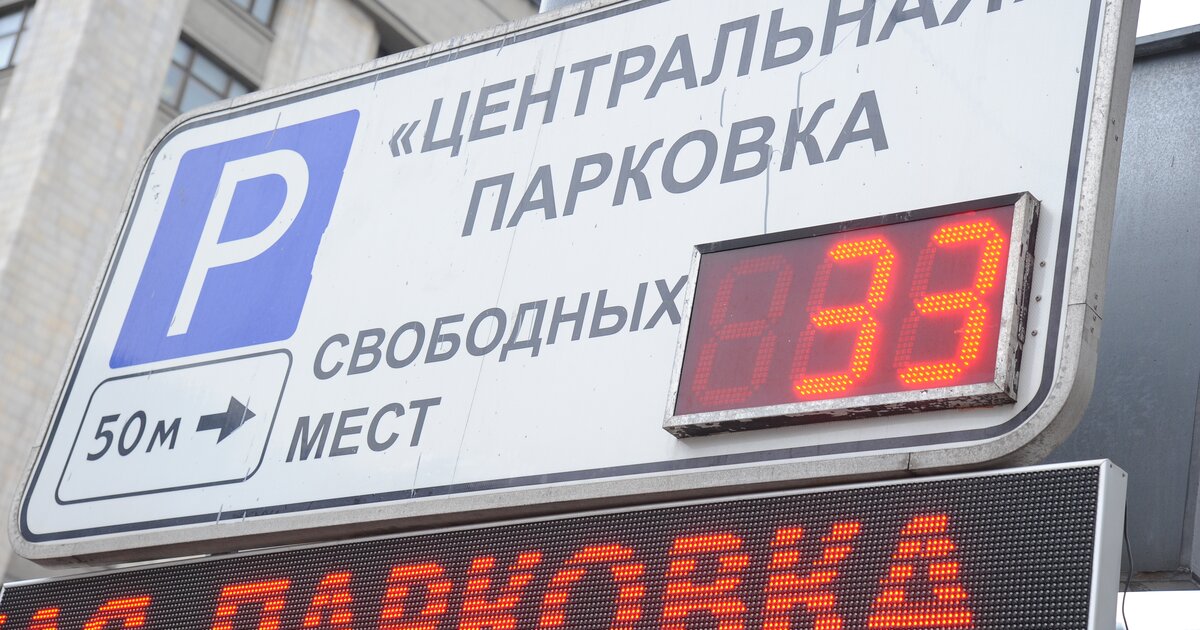 P
«ЦЕНТРАЛЬНАЯ»
ПАРКОВКА
СВОБОДНЫХ 33
МЕСТ
50м
ПАРКОВКА